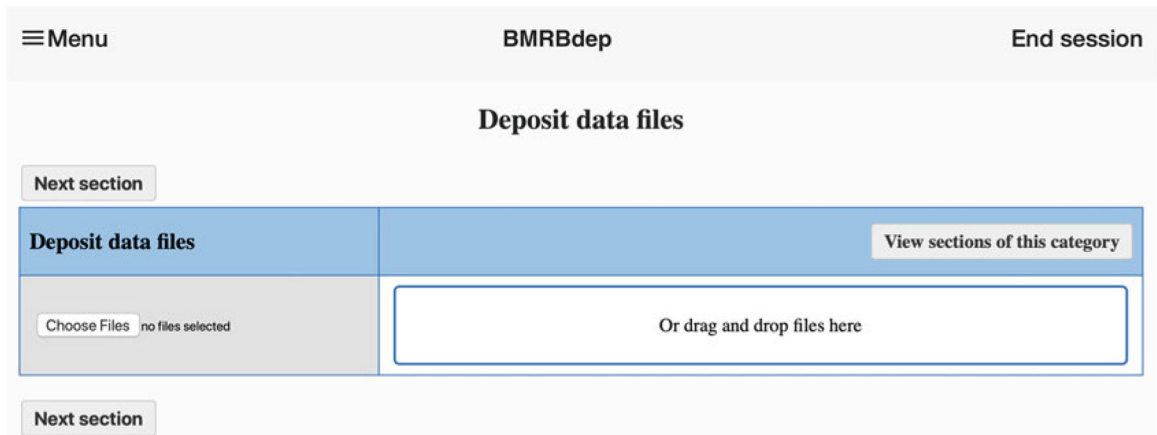 ☰Menu BMRBdep End session
Deposit data files
Next section
Deposit data files View sections of this category
Choose Files no files selected Or drag and drop files here
Next section